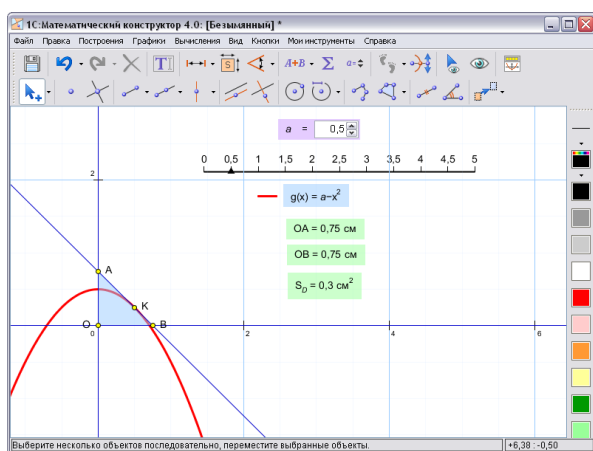 1С:Математический конструктор 4.0: [Безымянный] *
Файл Правка Построения Графики Вычисления Вид Кнопки Мои инструменты Справка
T S A+B Σ a=
a = 0,5
0 0,5 1 1,5 2 2,5 3 3,5 4 4,5 5
2
g(x) = a−x²
OA = 0,75 см
OB = 0,75 см
S_D = 0,3 см²
A
K
O B
0 2 4 6
Выберите несколько объектов последовательно, переместите выбранные объекты. +6,38 : -0,50